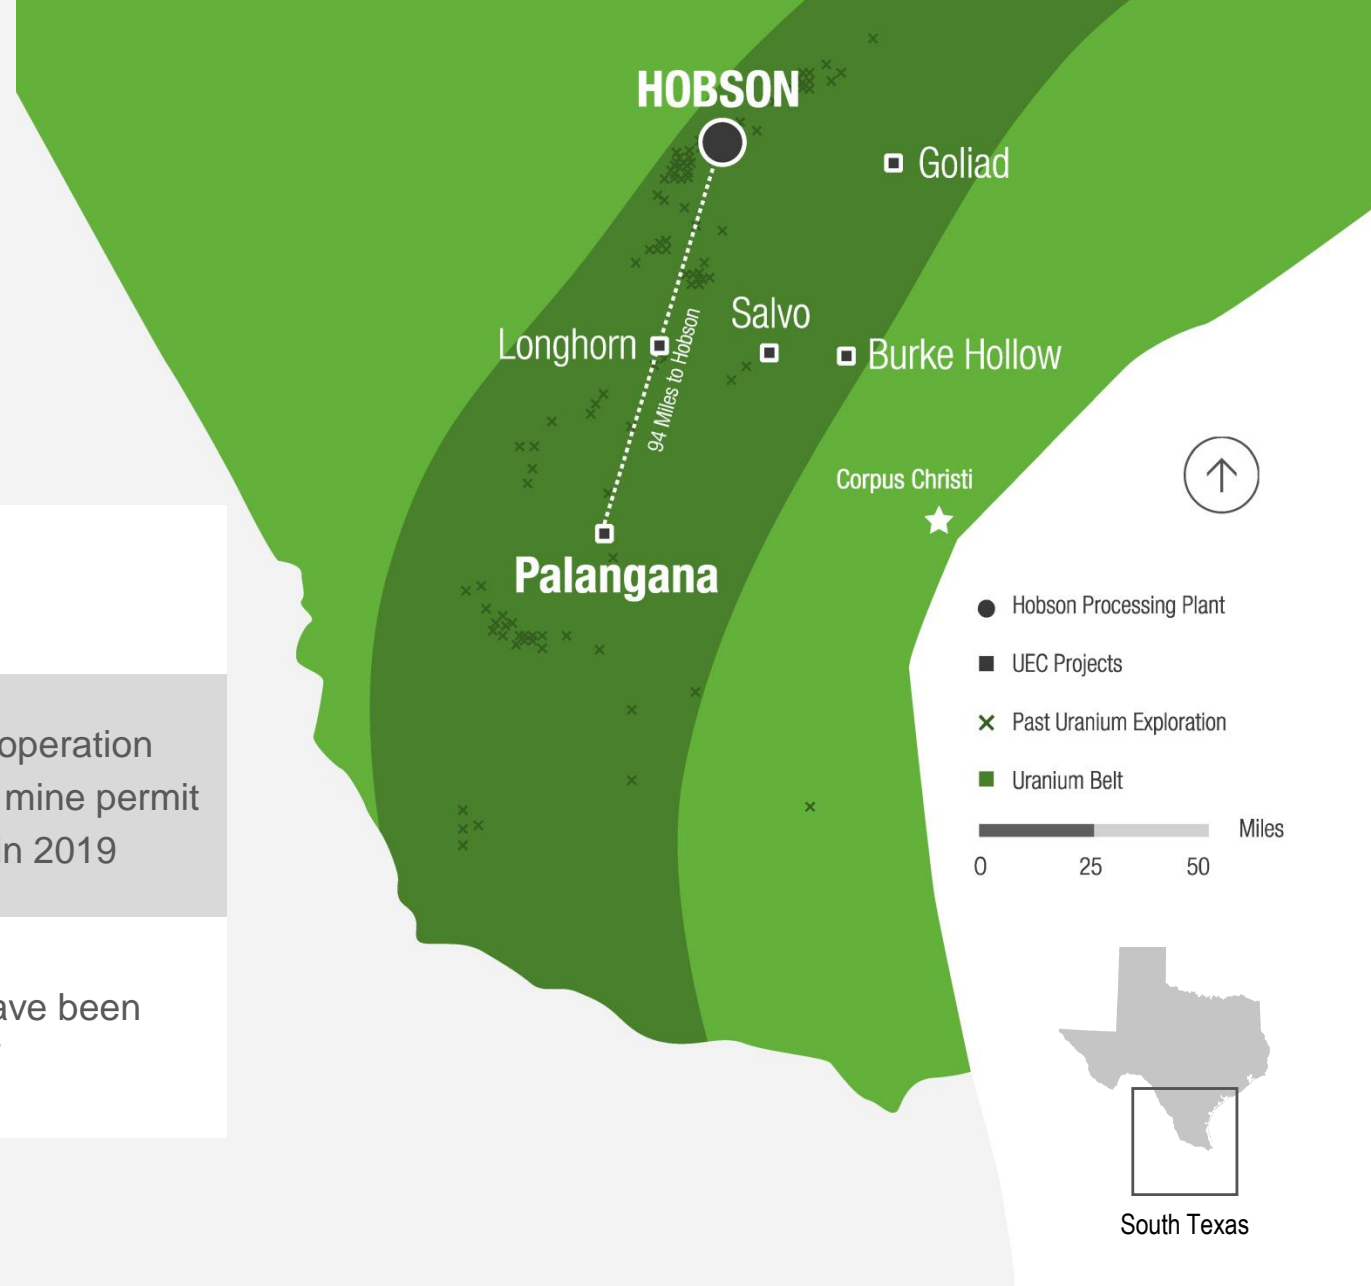 HOBSON
Goliad
Salvo
Longhorn
Burke Hollow
94 Miles to Hobson
Corpus Christi
Palangana
Hobson Processing Plant
UEC Projects
Past Uranium Exploration
Uranium Belt
Miles
0 25 50
operation
mine permit
in 2019
ave been
South Texas